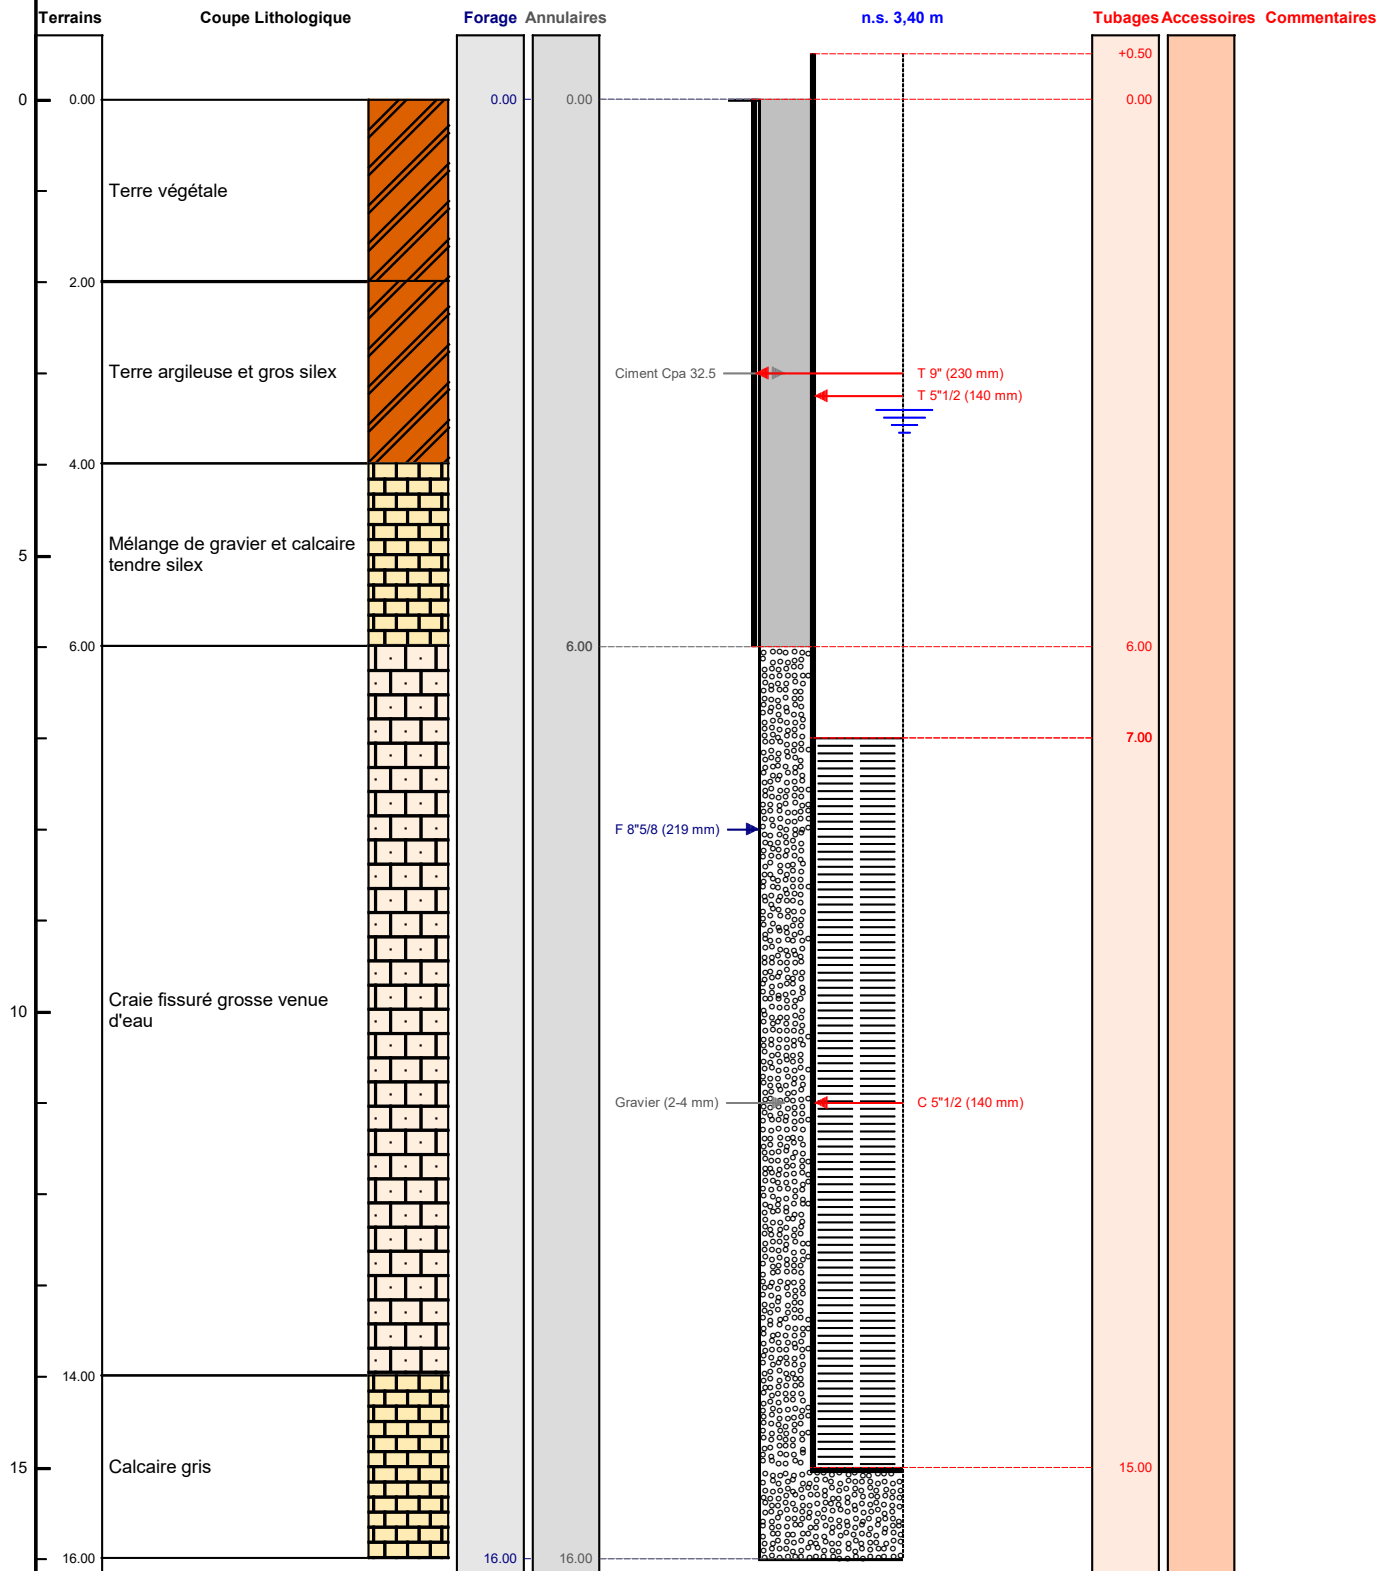 Terrains Coupe Lithologique Forage Annulaires n.s. 3,40 m Tubages Accessoires Commentaires
+0.50
0 0.00 0.00 0.00 0.00
Terre végétale
2.00
Terre argileuse et gros silex Ciment Cpa 32.5 T 9" (230 mm)
T 5"1/2 (140 mm)
4.00
Mélange de gravier et calcaire
tendre silex
5
6.00 6.00 6.00
7.00
F 8"5/8 (219 mm)
Craie fissuré grosse venue
d'eau
10
Gravier (2-4 mm) C 5"1/2 (140 mm)
14.00
Calcaire gris
15 15.00
16.00 16.00 16.00